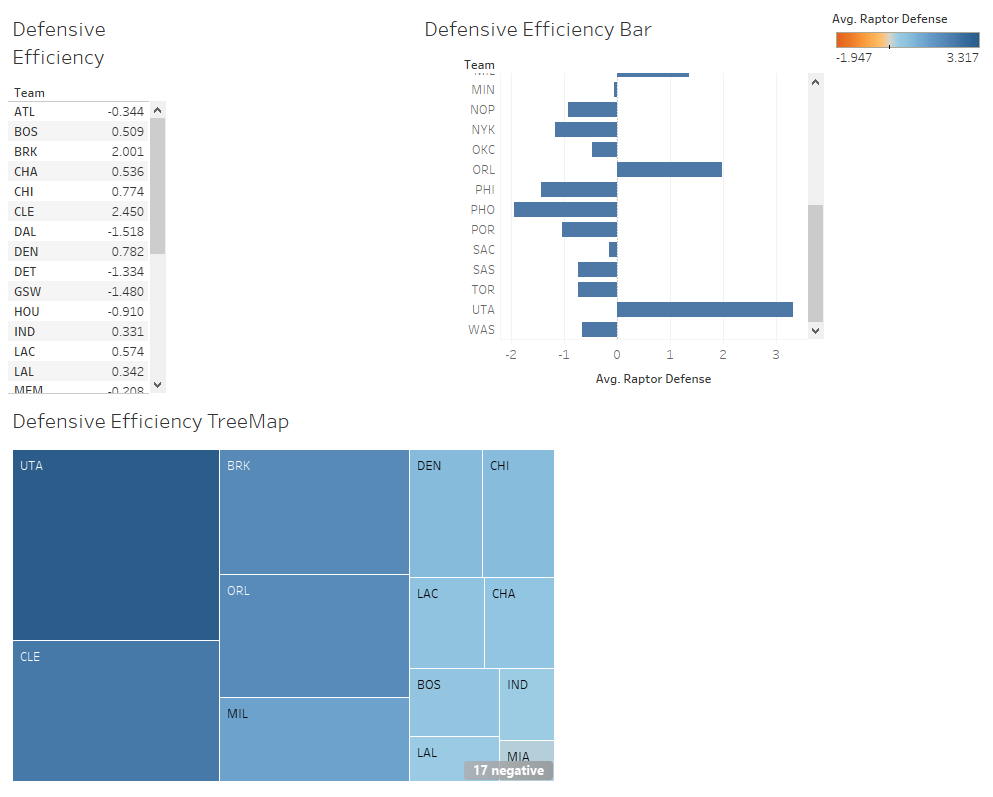 Defensive
Efficiency
Team
ATL -0.344
BOS 0.509
BRK 2.001
CHA 0.536
CHI 0.774
CLE 2.450
DAL -1.518
DEN 0.782
DET -1.334
GSW -1.480
HOU -0.910
IND 0.331
LAC 0.574
LAL 0.342
MEM -0.208
Defensive Efficiency Bar
Team
MIL
MIN
NOP
NYK
OKC
ORL
PHI
PHO
POR
SAC
SAS
TOR
UTA
WAS
-2 -1 0 1 2 3
Avg. Raptor Defense
Avg. Raptor Defense
-1.947 3.317
Defensive Efficiency TreeMap
UTA
CLE
BRK
ORL
MIL
DEN
CHI
LAC
CHA
BOS
IND
LAL
MIA
17 negative